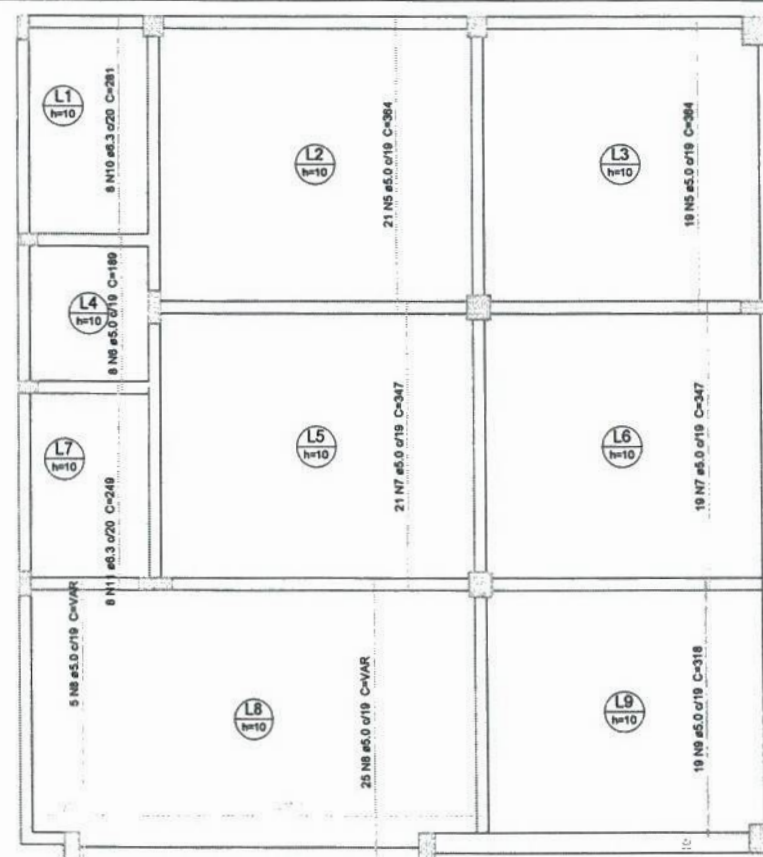 L1
h=10
8 N10 ø6.3 c/20 C=281
L2
h=10
21 N5 ø5.0 c/19 C=364
L3
h=10
19 N5 ø5.0 c/19 C=364
L4
h=10
8 N6 ø5.0 c/19 C=189
L5
h=10
21 N7 ø5.0 c/19 C=347
L6
h=10
19 N7 ø5.0 c/19 C=347
L7
h=10
8 N11 ø6.3 c/20 C=249
5 N8 ø5.0 c/19 C=VAR
L8
h=10
25 N8 ø5.0 c/19 C=VAR
L9
h=10
19 N9 ø5.0 c/19 C=318